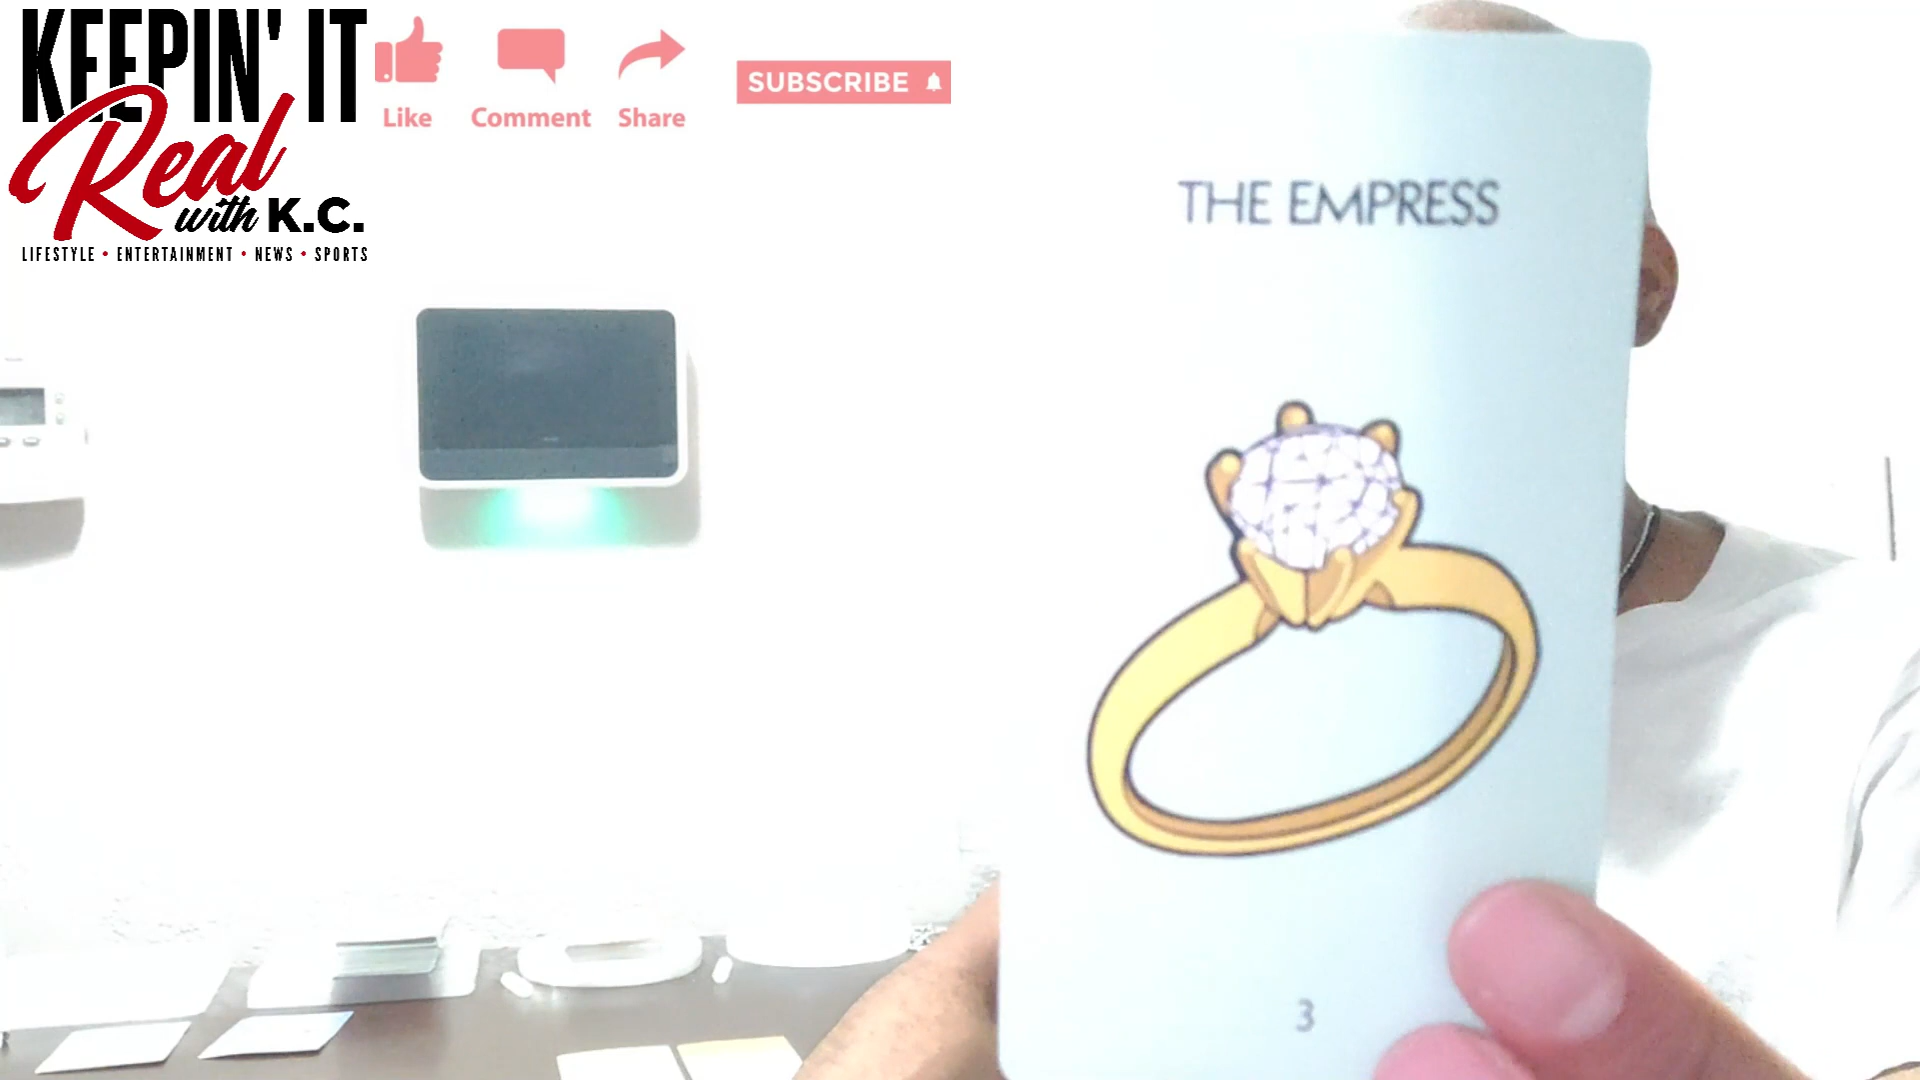 KEEPIN' IT
Real
with K.C.
LIFESTYLE • ENTERTAINMENT • NEWS • SPORTS
Like
Comment
Share
SUBSCRIBE
THE EMPRESS
3